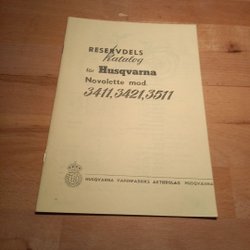 RESERVDELS
Katalog
för Husqvarna
Novolette mod.
3411, 3421, 3511
HUSQVARNA VAPENFABRIKS AKTIEBOLAG HUSQVARNA